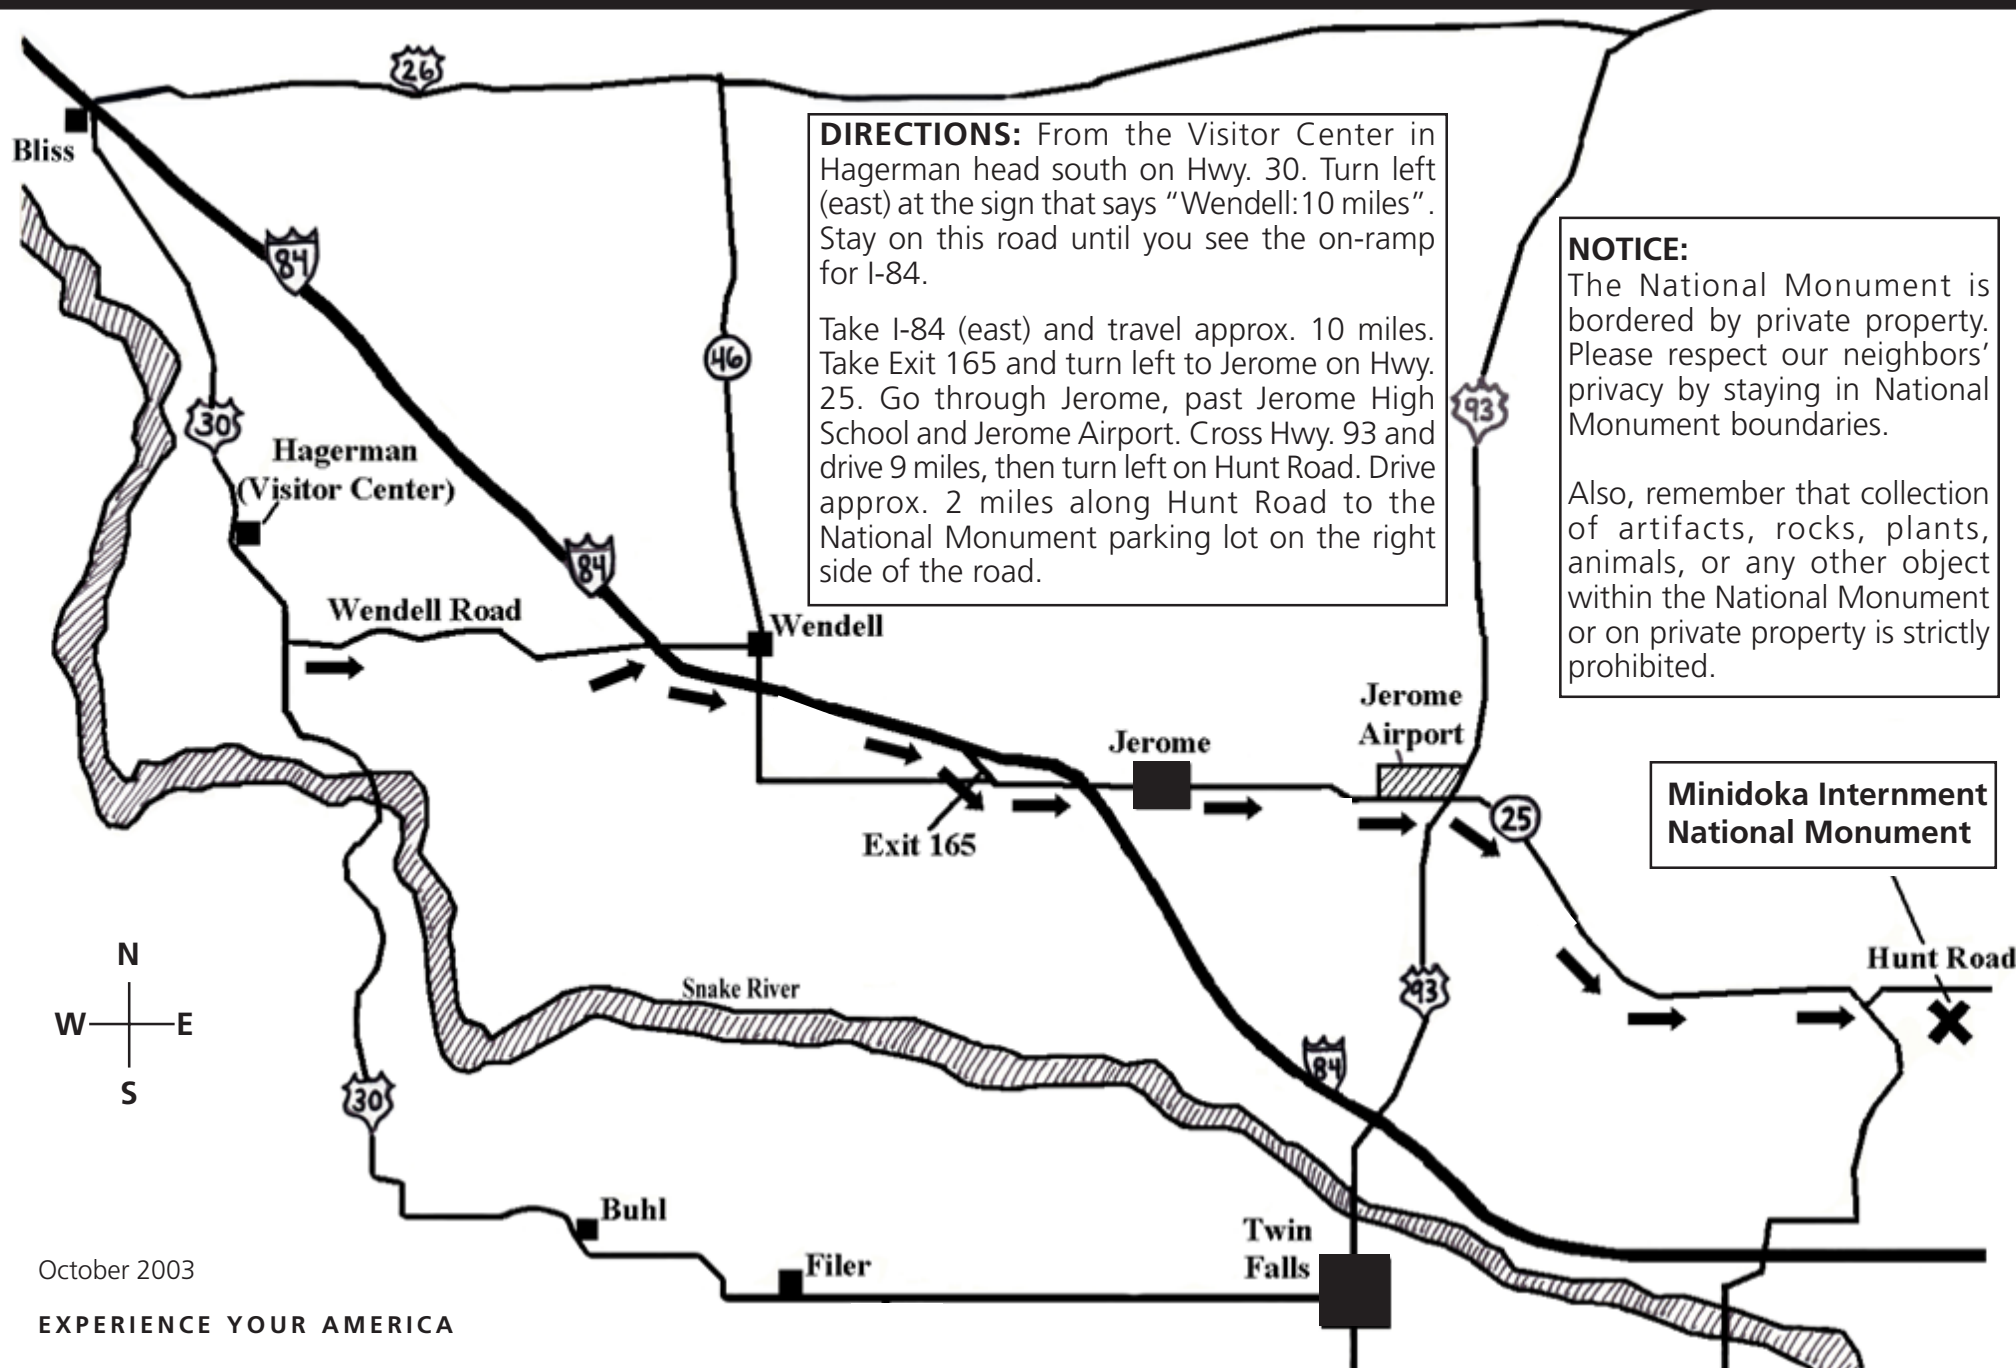 26
Bliss
DIRECTIONS: From the Visitor Center in
Hagerman head south on Hwy. 30. Turn left
(east) at the sign that says “Wendell:10 miles”.
Stay on this road until you see the on-ramp
for I-84.
Take I-84 (east) and travel approx. 10 miles.
Take Exit 165 and turn left to Jerome on Hwy.
25. Go through Jerome, past Jerome High
School and Jerome Airport. Cross Hwy. 93 and
drive 9 miles, then turn left on Hunt Road. Drive
approx. 2 miles along Hunt Road to the
National Monument parking lot on the right
side of the road.
NOTICE:
The National Monument is
bordered by private property.
Please respect our neighbors’
privacy by staying in National
Monument boundaries.
Also, remember that collection
of artifacts, rocks, plants,
animals, or any other object
within the National Monument
or on private property is strictly
prohibited.
84
46
93
30
Hagerman
(Visitor Center)
84
Wendell Road
Wendell
Jerome
Airport
Jerome
Exit 165
25
Minidoka Internment
National Monument
Hunt Road
N
W
E
S
Snake River
93
84
30
Buhl
Filer
Twin
Falls
October 2003
EXPERIENCE YOUR AMERICA